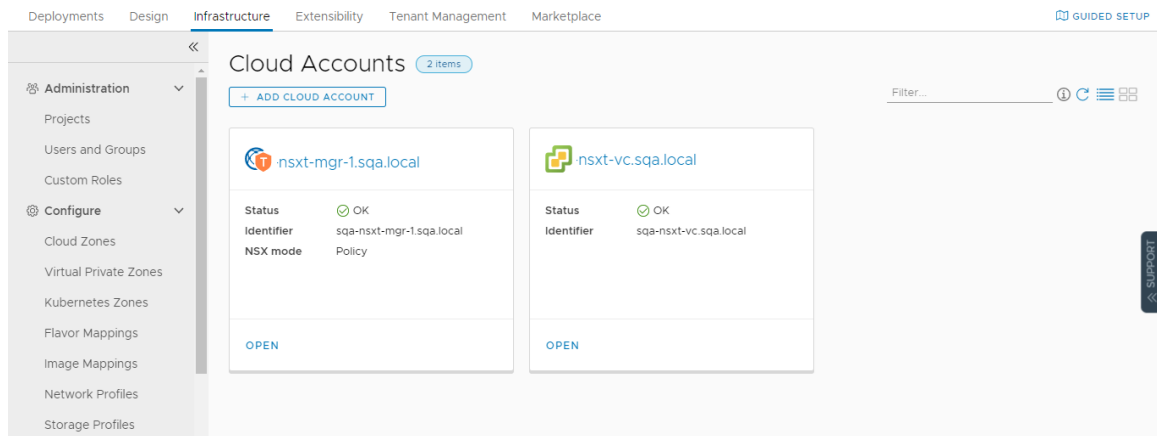 Deployments Design Infrastructure Extensibility Tenant Management Marketplace GUIDED SETUP
Administration
Projects
Users and Groups
Custom Roles
Configure
Cloud Zones
Virtual Private Zones
Kubernetes Zones
Flavor Mappings
Image Mappings
Network Profiles
Storage Profiles
Cloud Accounts 2 items
+ ADD CLOUD ACCOUNT
Filter...
T
-nsxt-mgr-1.sqa.local
Status OK
Identifier sqa-nsxt-mgr-1.sqa.local
NSX mode Policy
OPEN
-nsxt-vc.sqa.local
Status OK
Identifier sqa-nsxt-vc.sqa.local
OPEN
SUPPORT